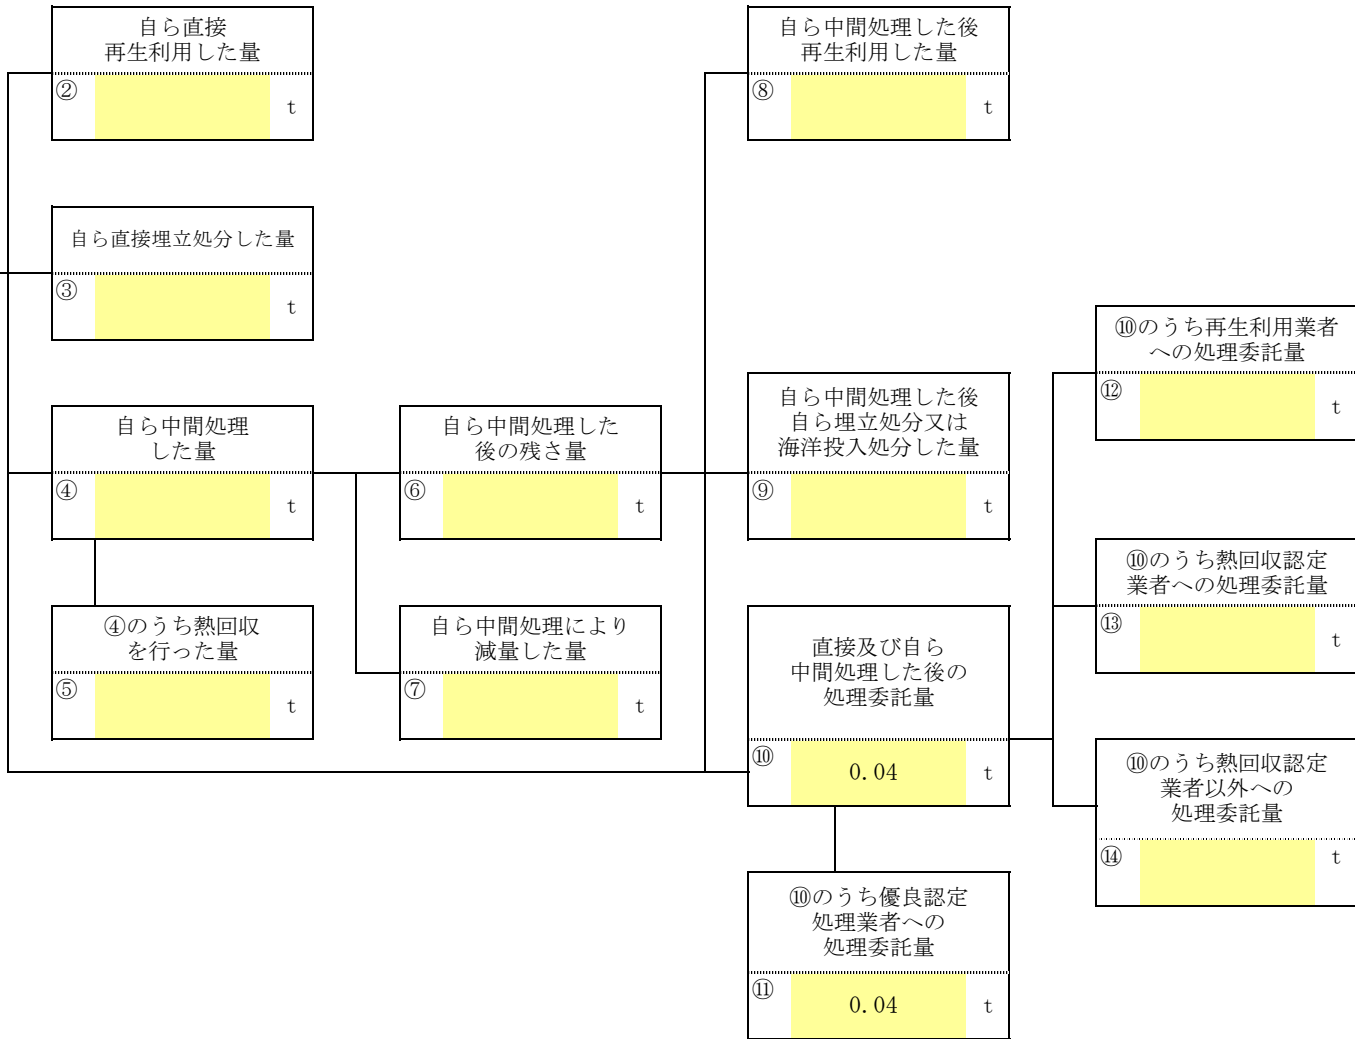 自ら直接
再生利用した量
②
t
自ら直接埋立処分した量
③
t
自ら中間処理
した量
④
t
④のうち熱回収
を行った量
⑤
t
自ら中間処理した
後の残さ量
⑥
t
自ら中間処理により
減量した量
⑦
t
自ら中間処理した後
再生利用した量
⑧
t
自ら中間処理した後
自ら埋立処分又は
海洋投入処分した量
⑨
t
直接及び自ら
中間処理した後の
処理委託量
⑩ 0.04 t
⑩のうち優良認定
処理業者への
処理委託量
⑪ 0.04 t
⑩のうち再生利用業者
への処理委託量
⑫
t
⑩のうち熱回収認定
業者への処理委託量
⑬
t
⑩のうち熱回収認定
業者以外への
処理委託量
⑭
t